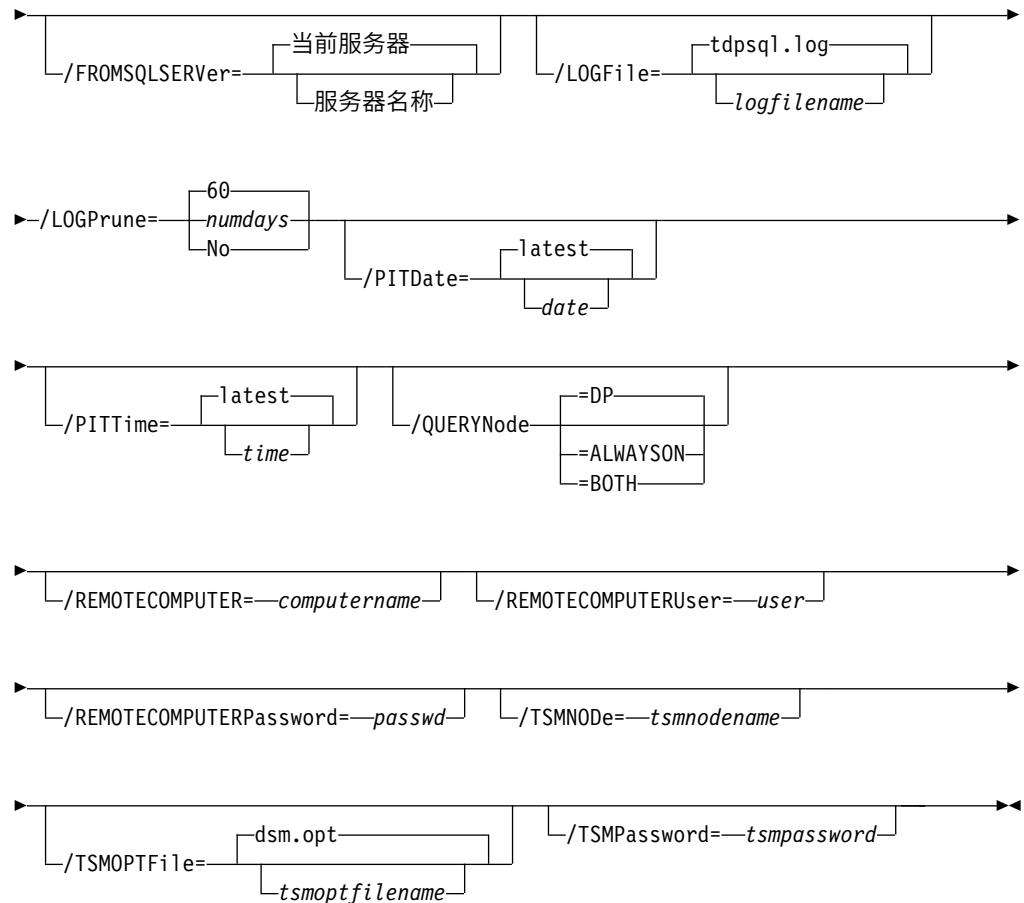 当前服务器
tdpsql.log
/FROMSQLSERVer=
/LOGFile=
服务器名称
logfilename
60
/LOGPrune=
numdays
No
latest
/PITDate=
date
latest
=DP
/PITTime=
/QUERYNode
time
=ALWAYSON
=BOTH
/REMOTECOMPUTER= computername
/REMOTECOMPUTERUser= user
/REMOTECOMPUTERPassword= passwd
/TSMNODe= tsmnodename
dsm.opt
/TSMPassword= tsmpassword
/TSMOPTFile=
tsmoptfilename